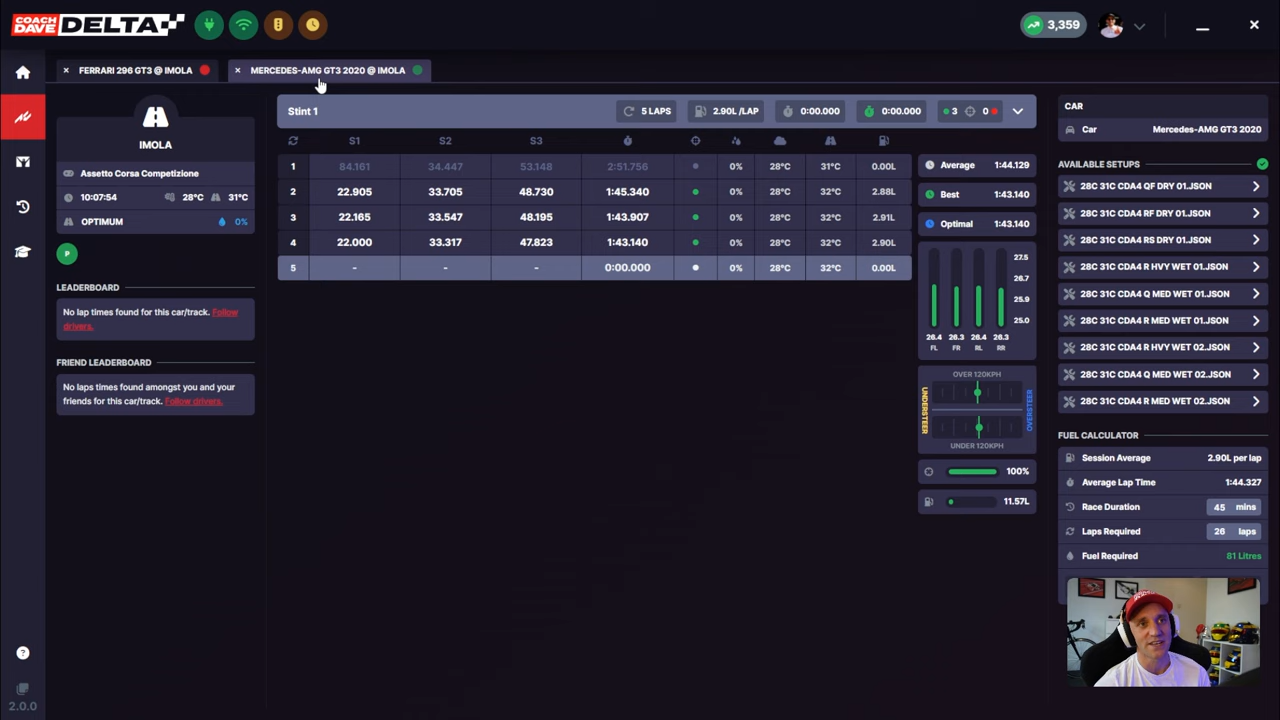 COACH DAVE DELTA
3,359
× FERRARI 296 GT3 @ IMOLA
× MERCEDES-AMG GT3 2020 @ IMOLA
IMOLA
Assetto Corsa Competizione
10:07:54 28°C 31°C
OPTIMUM 0%
P
LEADERBOARD
No lap times found for this car/track. Follow
drivers.
FRIEND LEADERBOARD
No laps times found amongst you and your
friends for this car/track. Follow drivers.
Stint 1 5 LAPS 2.90L /LAP 0:00.000 0:00.000 3 0
S1 S2 S3
1 84.161 34.447 53.148 2:51.756 0% 28°C 31°C 0.00L
2 22.905 33.705 48.730 1:45.340 0% 28°C 32°C 2.88L
3 22.165 33.547 48.195 1:43.907 0% 28°C 32°C 2.91L
4 22.000 33.317 47.823 1:43.140 0% 28°C 32°C 2.90L
5 - - - 0:00.000 0% 28°C 32°C 0.00L
Average 1:44.129
Best 1:43.140
Optimal 1:43.140
27.5
26.7
25.9
25.0
26.4 26.3 26.4 26.3
FL FR RL RR
OVER 120KPH
UNDERSTEER
OVERSTEER
UNDER 120KPH
100%
11.57L
CAR
Car Mercedes-AMG GT3 2020
AVAILABLE SETUPS
28C 31C CDA4 QF DRY 01.JSON
28C 31C CDA4 RF DRY 01.JSON
28C 31C CDA4 RS DRY 01.JSON
28C 31C CDA4 R HVY WET 01.JSON
28C 31C CDA4 Q MED WET 01.JSON
28C 31C CDA4 R MED WET 01.JSON
28C 31C CDA4 R HVY WET 02.JSON
28C 31C CDA4 Q MED WET 02.JSON
28C 31C CDA4 R MED WET 02.JSON
FUEL CALCULATOR
Session Average 2.90L per lap
Average Lap Time 1:44.327
Race Duration 45 mins
Laps Required 26 laps
Fuel Required 81 Litres
?
2.0.0